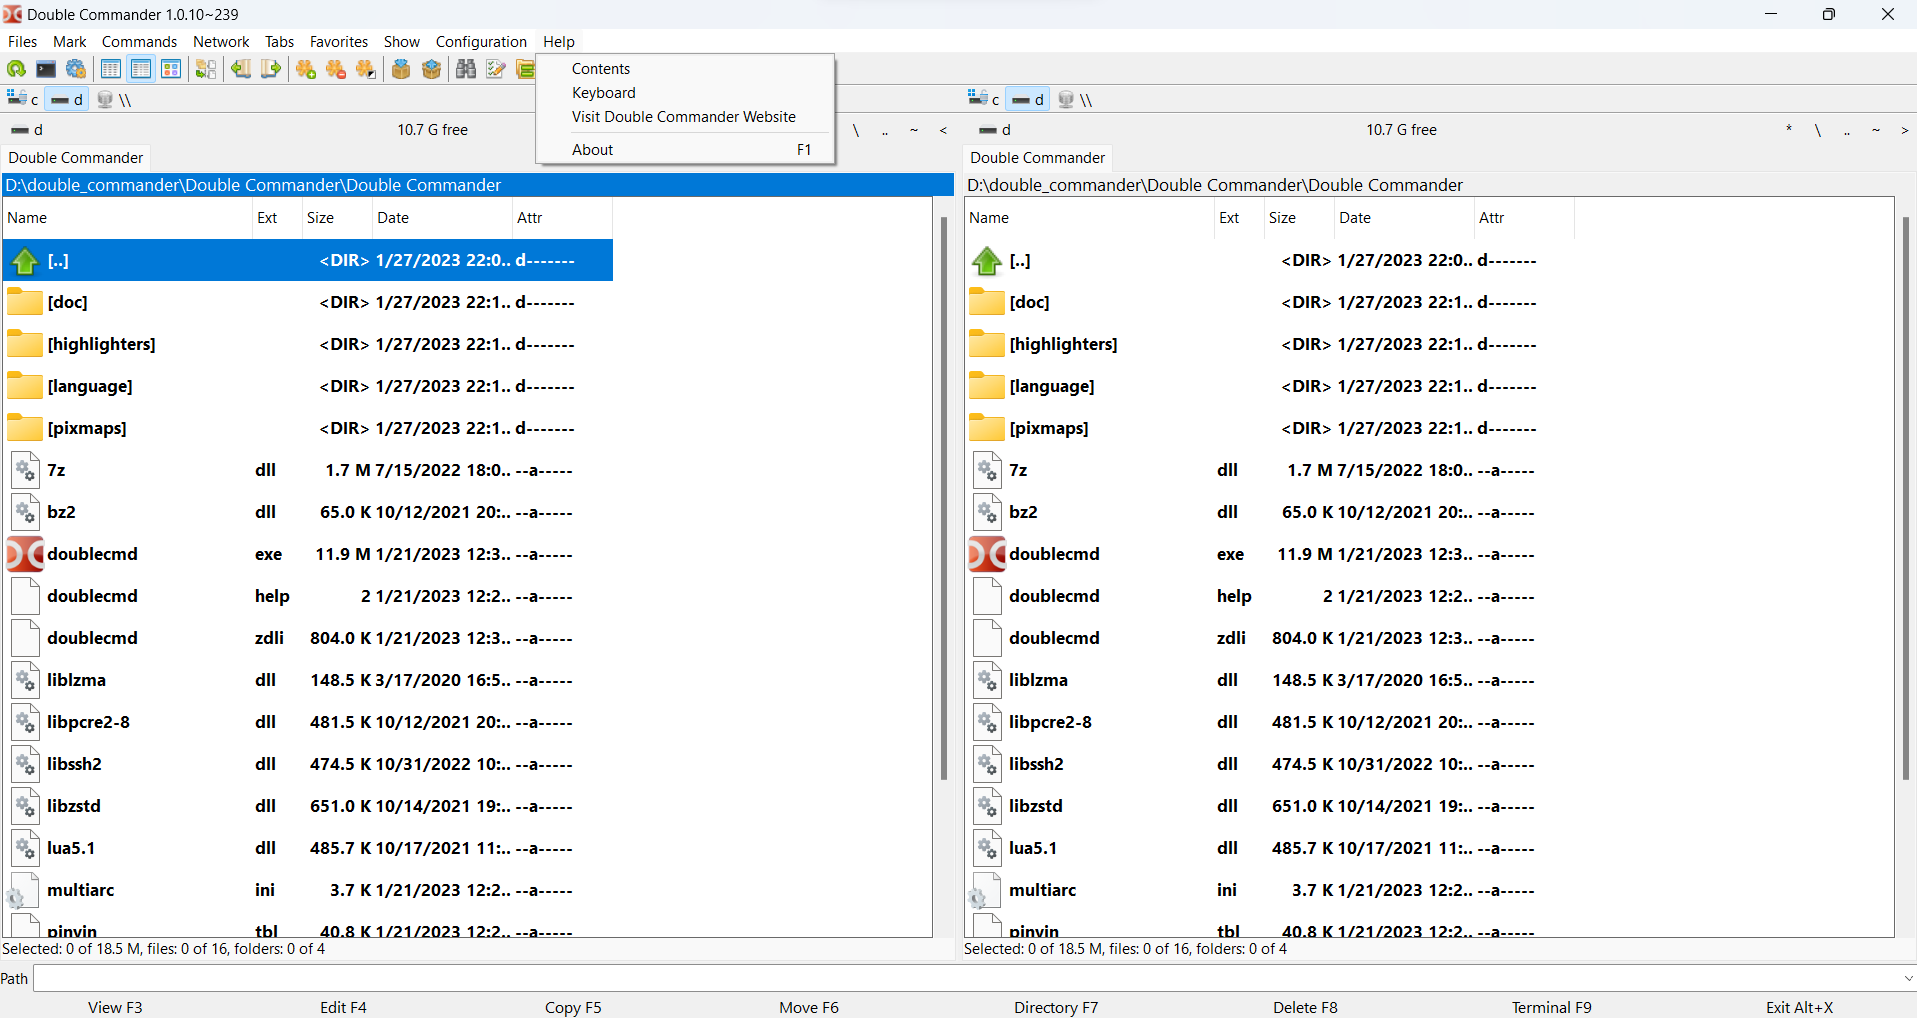 Double Commander 1.0.10~239
Files Mark Commands Network Tabs Favorites Show Configuration Help
Contents
Keyboard
Visit Double Commander Website
About F1
c d \\
d 10.7 G free \ .. ~ <
Double Commander
D:\double_commander\Double Commander\Double Commander
Name Ext Size Date Attr
[..] <DIR> 1/27/2023 22:0.. d-------
[doc] <DIR> 1/27/2023 22:1.. d-------
[highlighters] <DIR> 1/27/2023 22:1.. d-------
[language] <DIR> 1/27/2023 22:1.. d-------
[pixmaps] <DIR> 1/27/2023 22:1.. d-------
7z dll 1.7 M 7/15/2022 18:0.. --a-----
bz2 dll 65.0 K 10/12/2021 20:.. --a-----
doublecmd exe 11.9 M 1/21/2023 12:3.. --a-----
doublecmd help 2 1/21/2023 12:2.. --a-----
doublecmd zdli 804.0 K 1/21/2023 12:3.. --a-----
liblzma dll 148.5 K 3/17/2020 16:5.. --a-----
libpcre2-8 dll 481.5 K 10/12/2021 20:.. --a-----
libssh2 dll 474.5 K 10/31/2022 10:.. --a-----
libzstd dll 651.0 K 10/14/2021 19:.. --a-----
lua5.1 dll 485.7 K 10/17/2021 11:.. --a-----
multiarc ini 3.7 K 1/21/2023 12:2.. --a-----
pinyin tbl 40.8 K 1/21/2023 12:2.. --a-----
Selected: 0 of 18.5 M, files: 0 of 16, folders: 0 of 4
c d \\
d 10.7 G free * \ .. ~ >
Double Commander
D:\double_commander\Double Commander\Double Commander
Name Ext Size Date Attr
[..] <DIR> 1/27/2023 22:0.. d-------
[doc] <DIR> 1/27/2023 22:1.. d-------
[highlighters] <DIR> 1/27/2023 22:1.. d-------
[language] <DIR> 1/27/2023 22:1.. d-------
[pixmaps] <DIR> 1/27/2023 22:1.. d-------
7z dll 1.7 M 7/15/2022 18:0.. --a-----
bz2 dll 65.0 K 10/12/2021 20:.. --a-----
doublecmd exe 11.9 M 1/21/2023 12:3.. --a-----
doublecmd help 2 1/21/2023 12:2.. --a-----
doublecmd zdli 804.0 K 1/21/2023 12:3.. --a-----
liblzma dll 148.5 K 3/17/2020 16:5.. --a-----
libpcre2-8 dll 481.5 K 10/12/2021 20:.. --a-----
libssh2 dll 474.5 K 10/31/2022 10:.. --a-----
libzstd dll 651.0 K 10/14/2021 19:.. --a-----
lua5.1 dll 485.7 K 10/17/2021 11:.. --a-----
multiarc ini 3.7 K 1/21/2023 12:2.. --a-----
pinyin tbl 40.8 K 1/21/2023 12:2.. --a-----
Selected: 0 of 18.5 M, files: 0 of 16, folders: 0 of 4
Path
View F3 Edit F4 Copy F5 Move F6 Directory F7 Delete F8 Terminal F9 Exit Alt+X